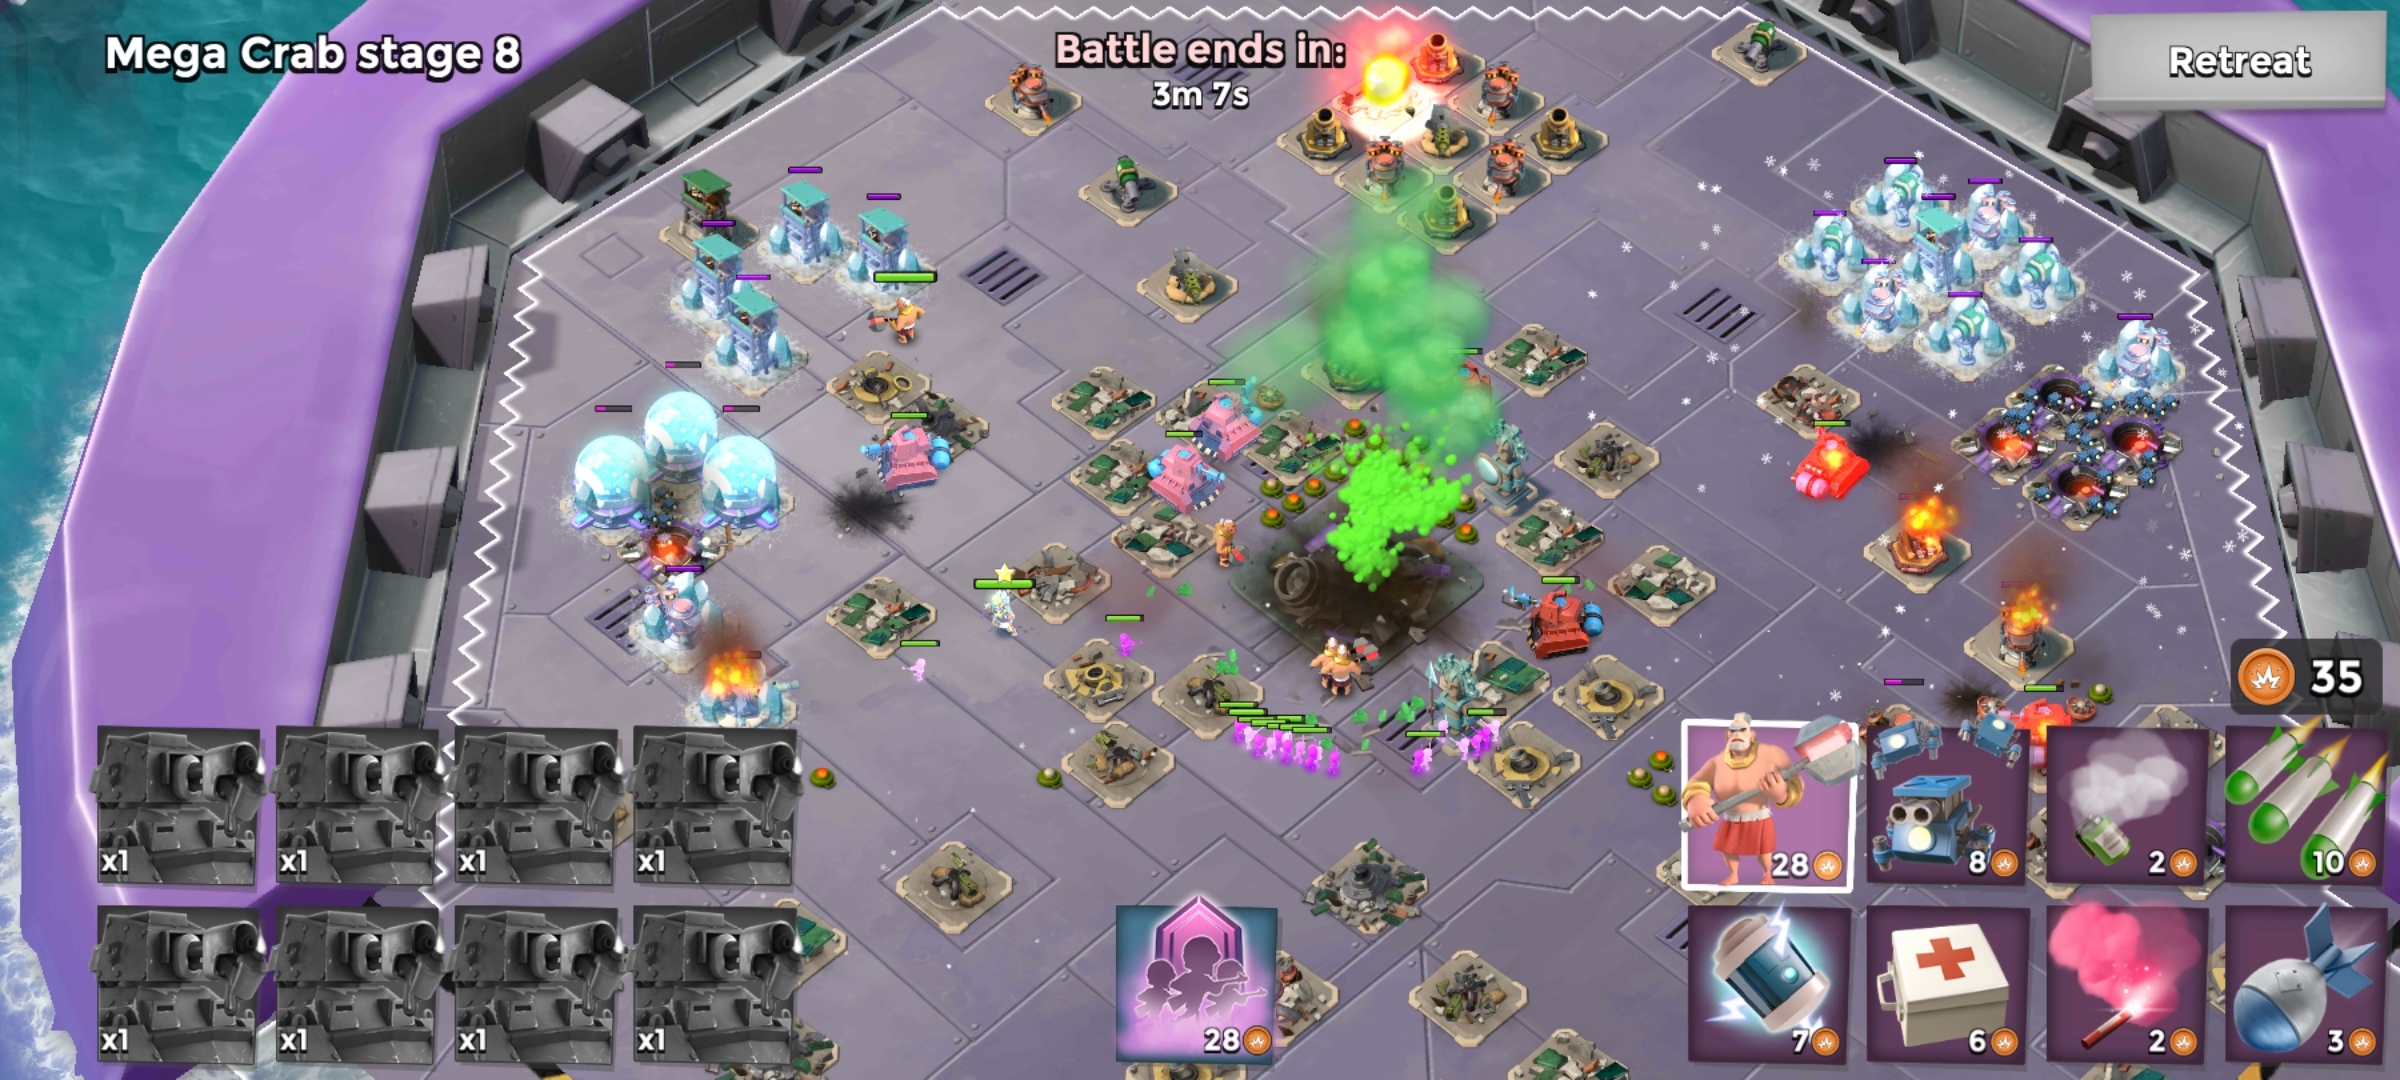 Mega Crab stage 8
Battle ends in:
3m 7s
Retreat
35
x1
x1
x1
x1
28
8
2
10
x1
x1
x1
x1
28
7
6
2
3